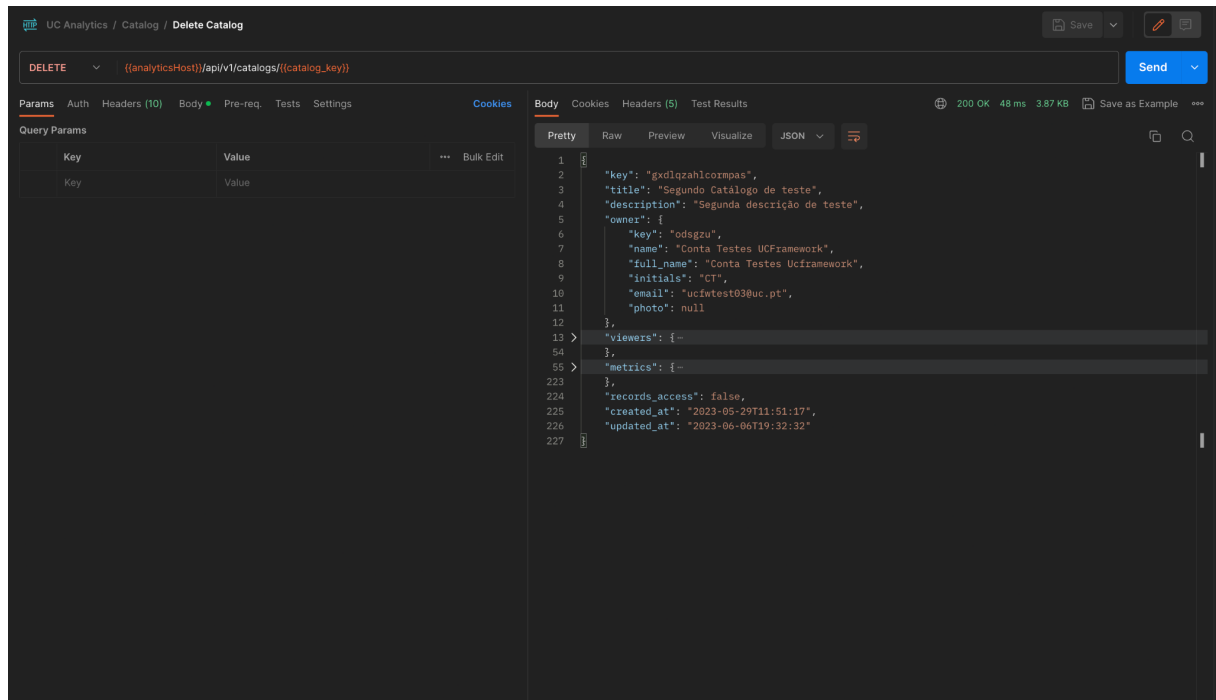 HTTP UC Analytics / Catalog / Delete Catalog
Save
DELETE {{analyticsHost}}/api/v1/catalogs/{{catalog_key}}
Send
Params Auth Headers (10) Body Pre-req. Tests Settings Cookies
Query Params
Key Value ••• Bulk Edit
Key Value
Body Cookies Headers (5) Test Results 200 OK 48 ms 3.87 KB Save as Example •••
Pretty Raw Preview Visualize JSON
1 {
2 "key": "gxdlqzahlcormpas",
3 "title": "Segundo Catálogo de teste",
4 "description": "Segunda descrição de teste",
5 "owner": {
6 "key": "odsgzu",
7 "name": "Conta Testes UCFramework",
8 "full_name": "Conta Testes Ucframework",
9 "initials": "CT",
10 "email": "ucfwtest03@uc.pt",
11 "photo": null
12 },
13 "viewers": {
54 },
55 "metrics": {
223 },
224 "records_access": false,
225 "created_at": "2023-05-29T11:51:17",
226 "updated_at": "2023-06-06T19:32:32"
227 }